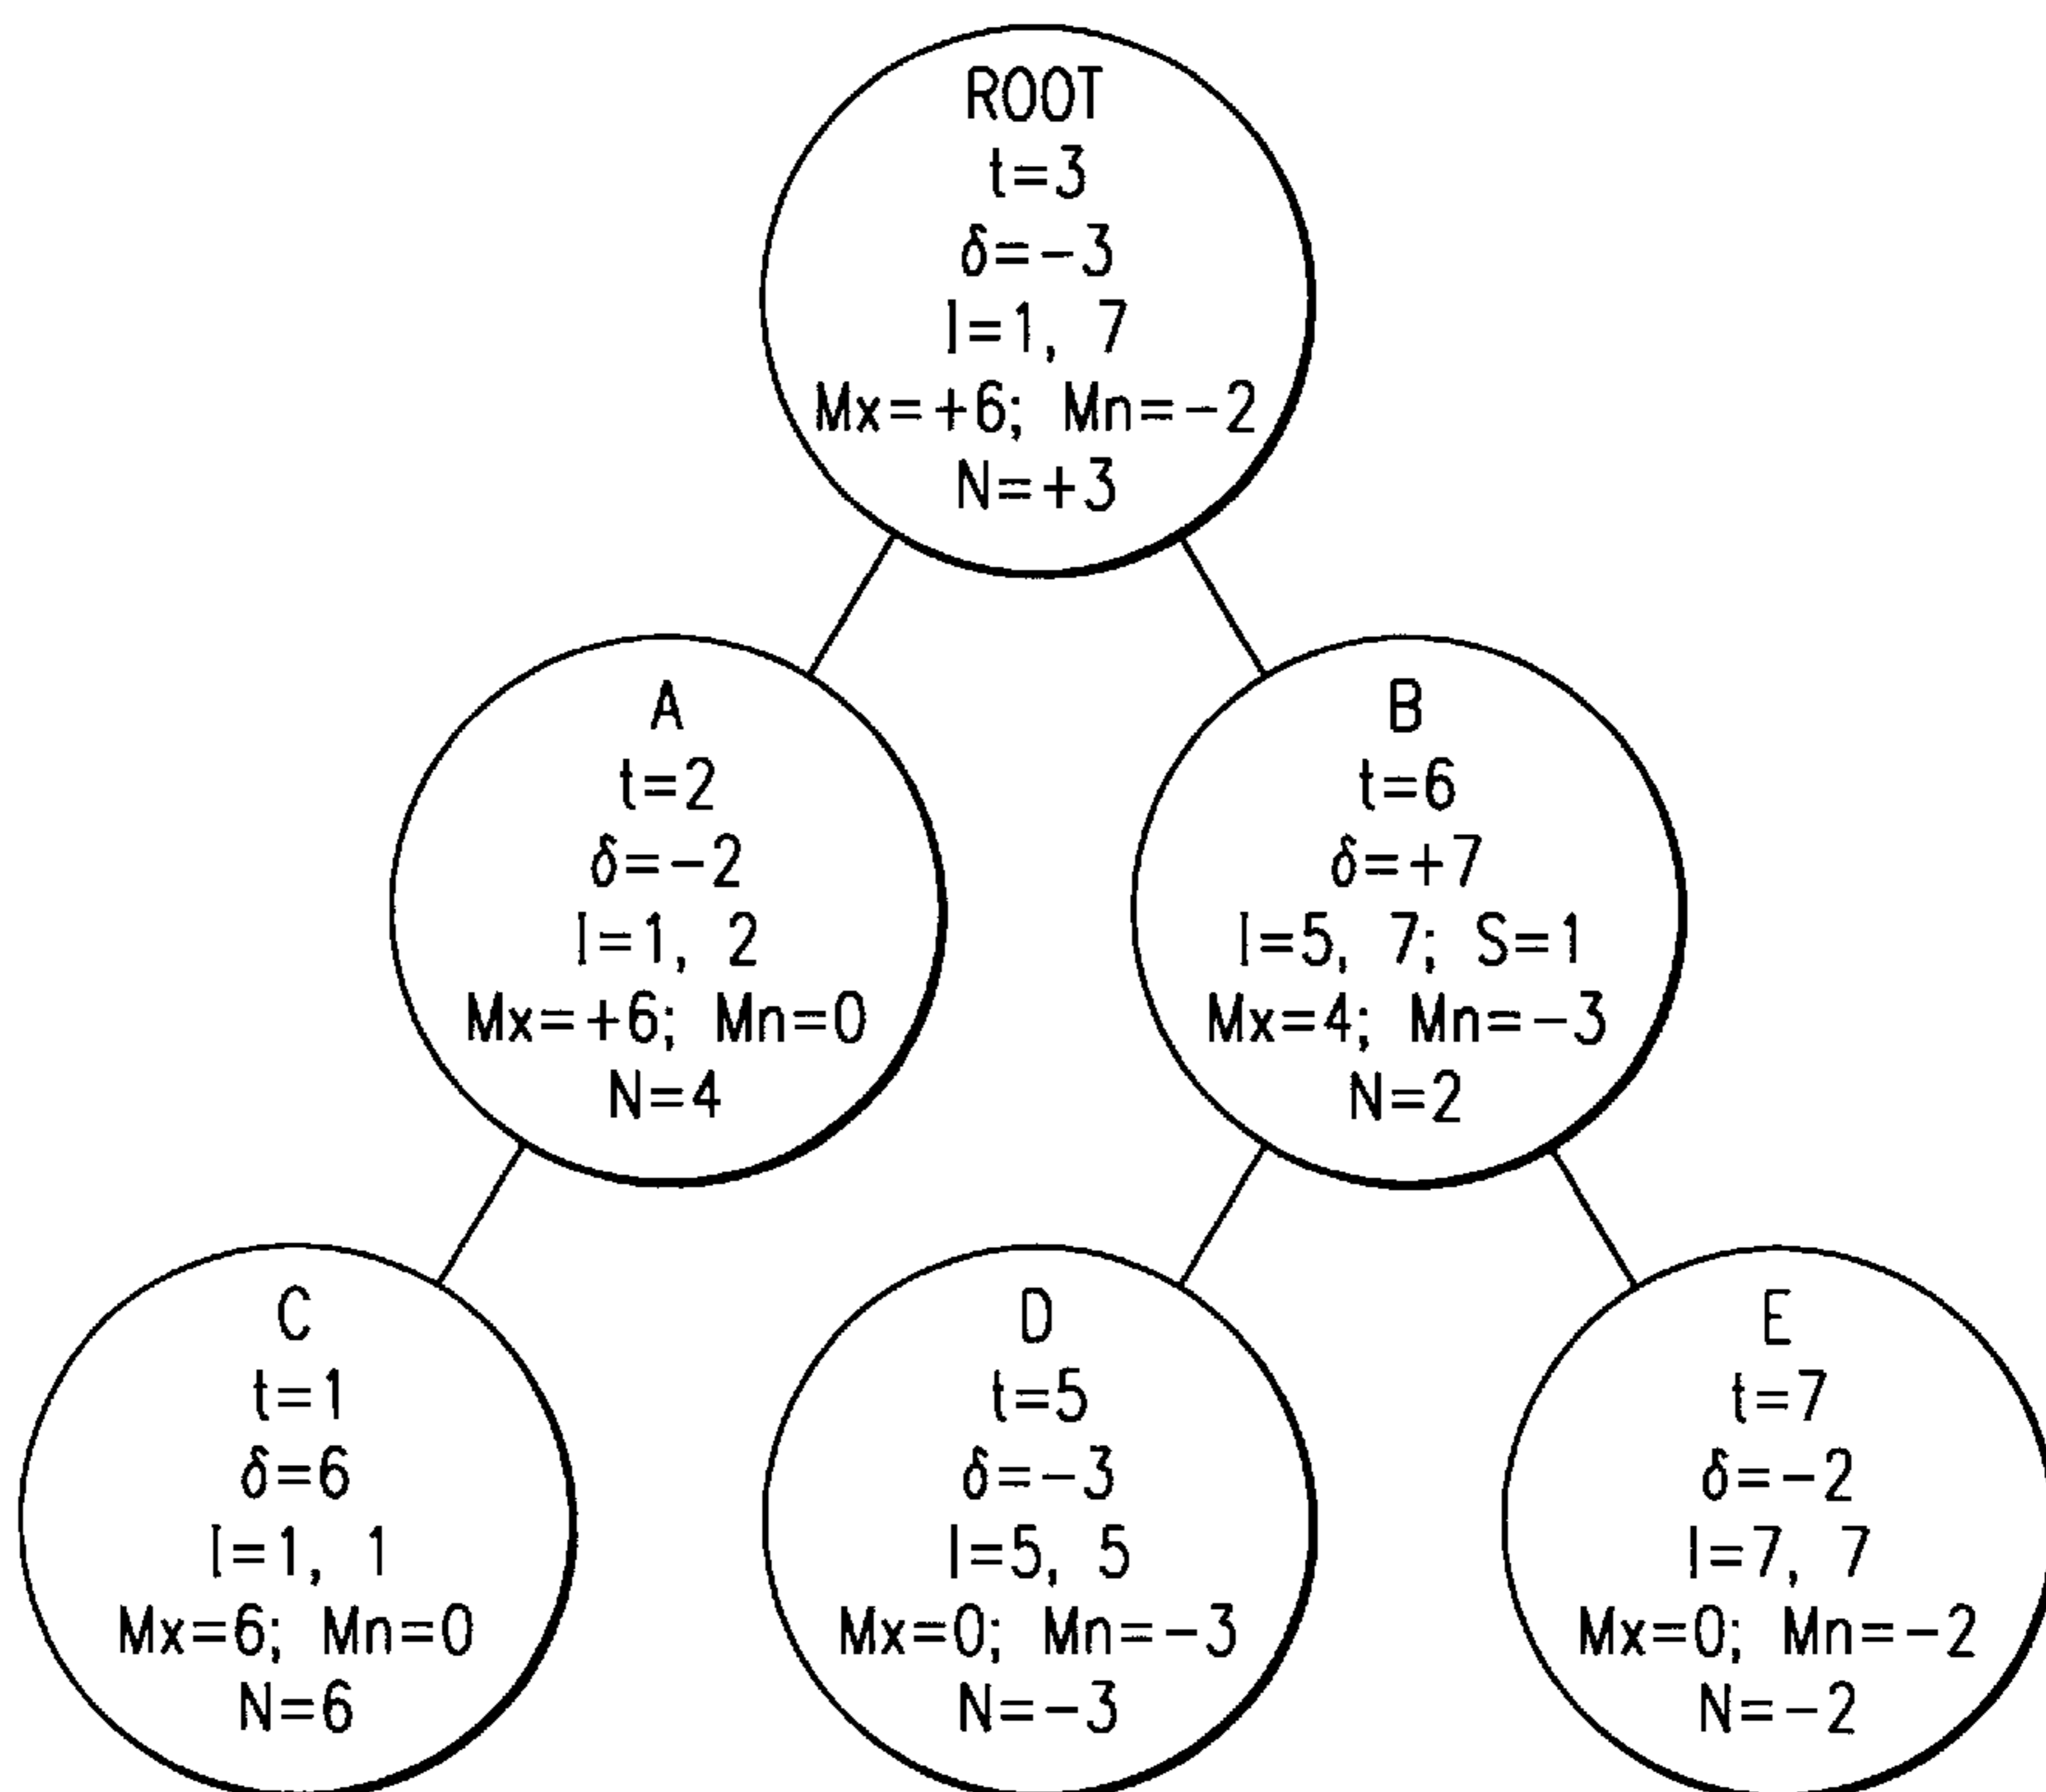 ROOT
t=3
δ=-3
I=1, 7
Mx=+6; Mn=-2
N=+3
A
t=2
δ=-2
I=1, 2
Mx=+6; Mn=0
N=4
B
t=6
δ=+7
I=5, 7; S=1
Mx=4; Mn=-3
N=2
C
t=1
δ=6
I=1, 1
Mx=6; Mn=0
N=6
D
t=5
δ=-3
I=5, 5
Mx=0; Mn=-3
N=-3
E
t=7
δ=-2
I=7, 7
Mx=0; Mn=-2
N=-2